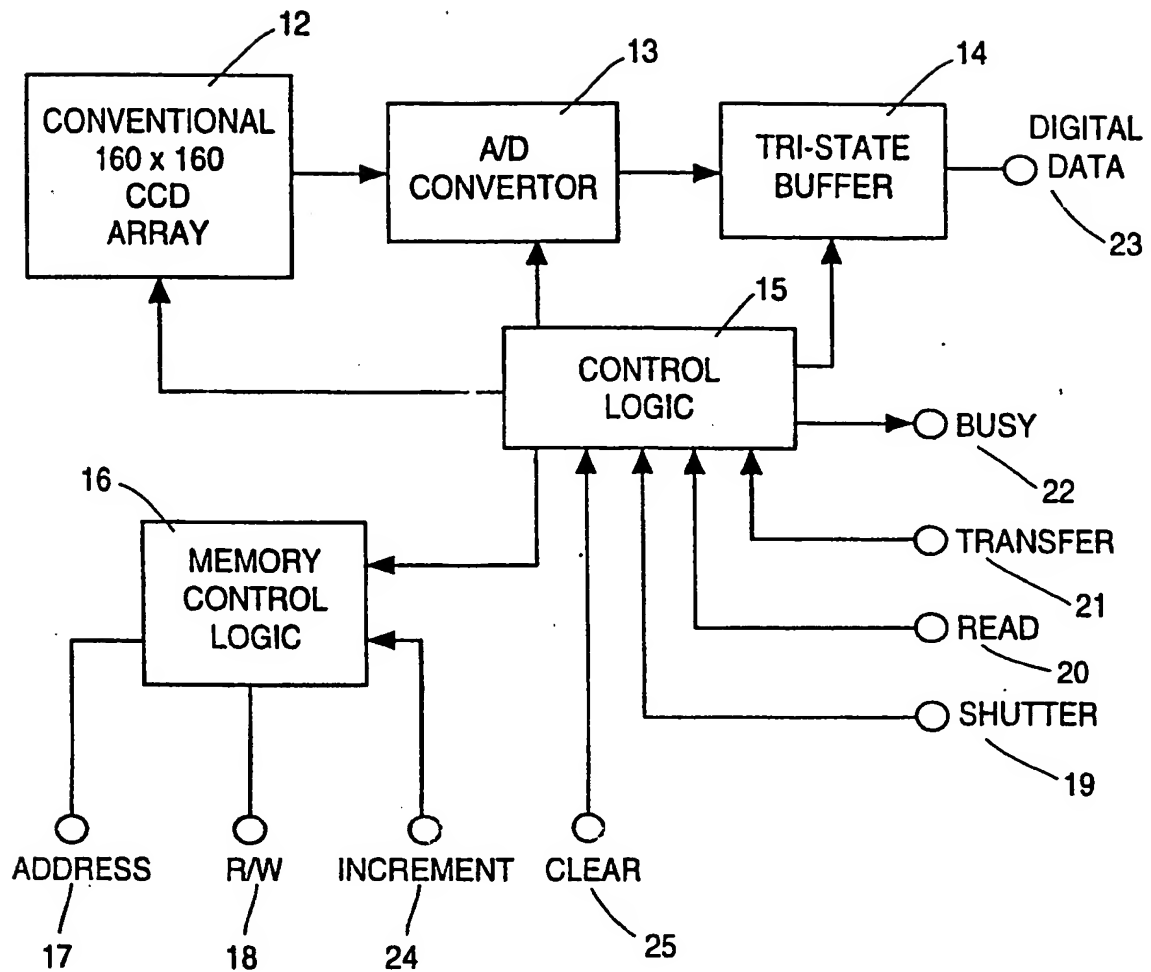 12
13
14
CONVENTIONAL
160 x 160
CCD
ARRAY
A/D
CONVERTOR
TRI-STATE
BUFFER
DIGITAL
DATA
23
15
CONTROL
LOGIC
BUSY
22
16
MEMORY
CONTROL
LOGIC
TRANSFER
21
READ
20
SHUTTER
19
ADDRESS
R/W
INCREMENT
CLEAR
17
18
24
25